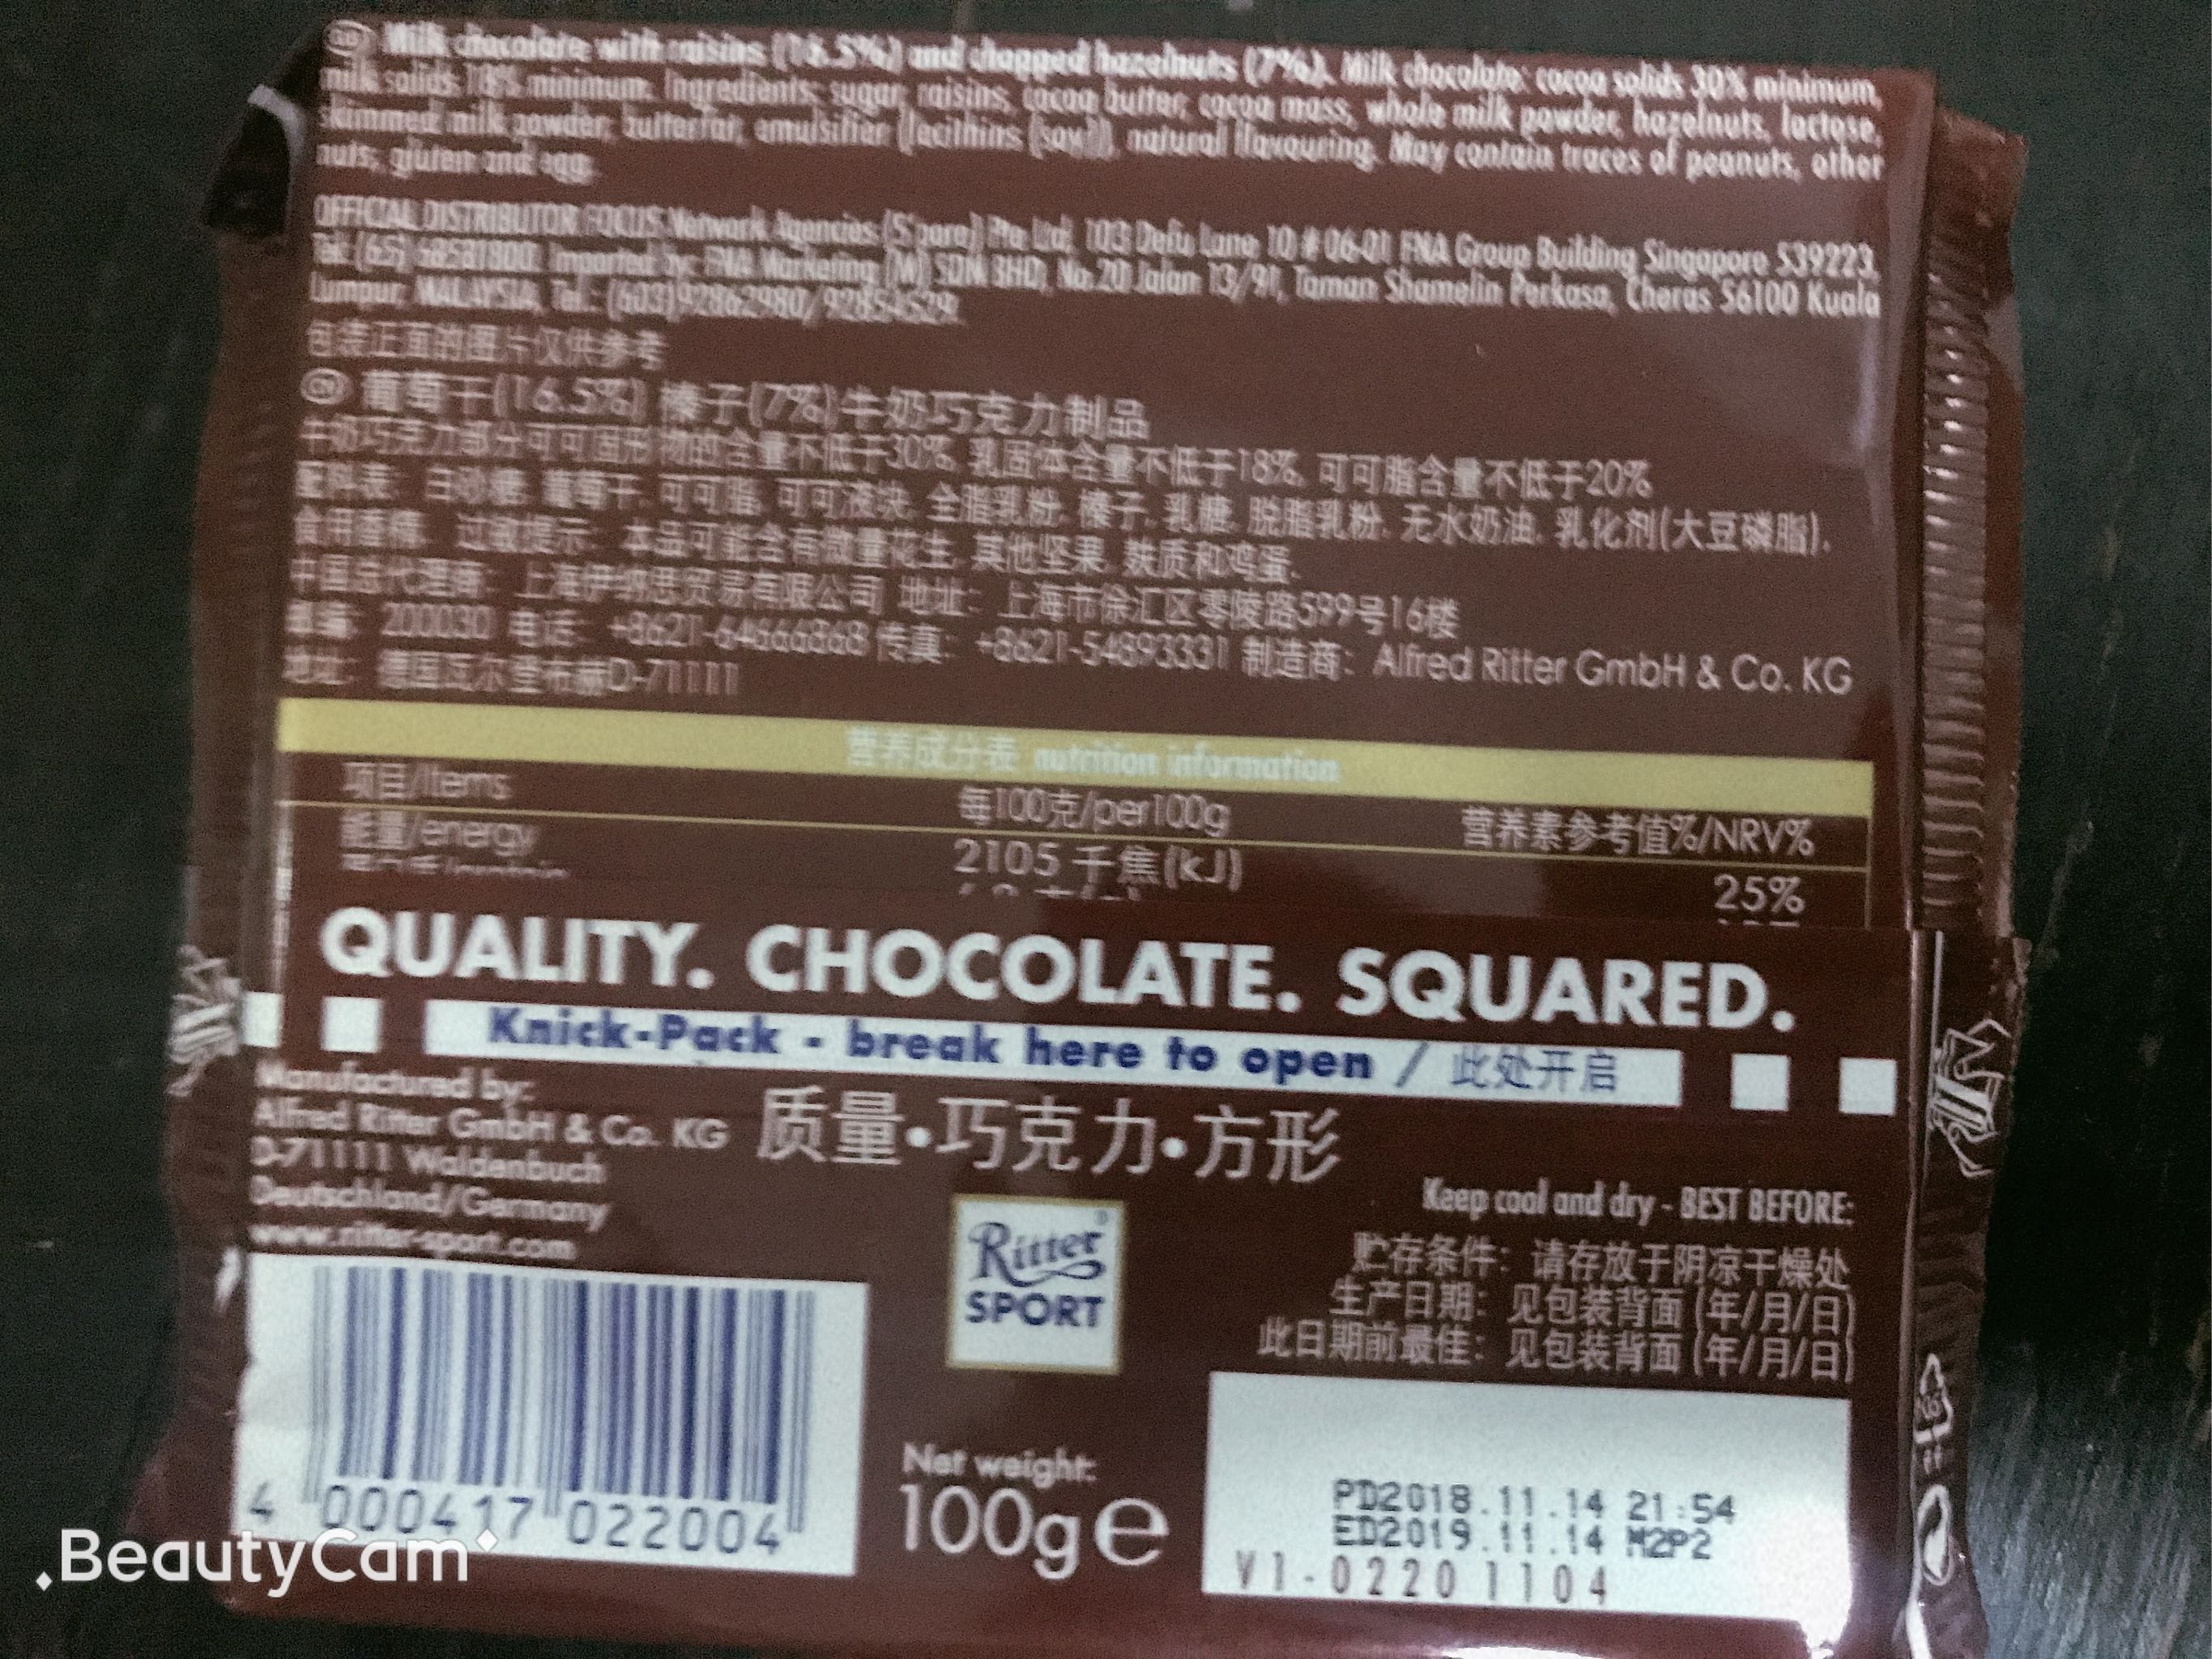 GB Milk chocolate with raisins (16.5%) and chopped hazelnuts (7%). Milk chocolate: cocoa solids 30% minimum,
milk solids 18% minimum. Ingredients: sugar, raisins, cocoa butter, cocoa mass, whole milk powder, hazelnuts, lactose,
skimmed milk powder, butterfat, emulsifier (lecithins (soy)), natural flavouring. May contain traces of peanuts, other
nuts, gluten and egg.
OFFICIAL DISTRIBUTOR FOCUS Network Agencies (S'pore) Pte Ltd, 103 Defu Lane 10 # 06-01 FNA Group Building Singapore 539223,
Tel. (65) Imported by: FNA Marketing (M) SDN BHD, No.20 Jalan 13/91, Taman Shamelin Perkasa, Cheras 56100 Kuala
Lumpur, MALAYSIA, Tel.: (603)92862980/92854529.
包装正面的图片仅供参考
CN 葡萄干(16.5%) 榛子(7%)牛奶巧克力制品
牛奶巧克力部分可可固形物的含量不低于30%, 乳固体含量不低于18%, 可可脂含量不低于20%
配料表: 白砂糖, 葡萄干, 可可脂, 可可液块, 全脂乳粉, 榛子, 乳糖, 脱脂乳粉, 无水奶油, 乳化剂(大豆磷脂),
食用香精. 过敏提示: 本品可能含有微量花生, 其他坚果, 麸质和鸡蛋.
中国总代理商: 上海伊纳思贸易有限公司 地址: 上海市徐汇区零陵路599号16楼
邮编: 200030 电话: +8621-64666868 传真: +8621-54893331 制造商: Alfred Ritter GmbH & Co. KG
地址: 德国瓦尔登布赫D-71111
营养成分表 nutrition information
项目/Items 每100克/per100g 营养素参考值%/NRV%
能量/energy 2105 千焦(kJ) 25%
QUALITY. CHOCOLATE. SQUARED.
Knick-Pack - break here to open / 此处开启
质量•巧克力•方形
Manufactured by:
Alfred Ritter GmbH & Co. KG
D-71111 Waldenbuch
Deutschland/Germany
www.ritter-sport.com
Ritter
SPORT
Keep cool and dry - BEST BEFORE:
贮存条件: 请存放于阴凉干燥处
生产日期: 见包装背面 (年/月/日)
此日期前最佳: 见包装背面 (年/月/日)
4 000417 022004
Net weight:
100g e
PD2018.11.14 21:54
ED2019.11.14 M2P2
V1-0220 1104
BeautyCam